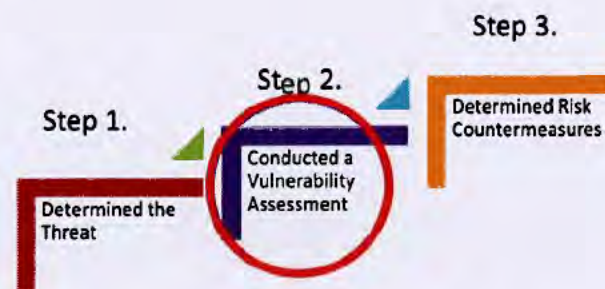 Step 1.
Determined the
Threat
Step 2.
Conducted a
Vulnerability
Assessment
Step 3.
Determined Risk
Countermeasures